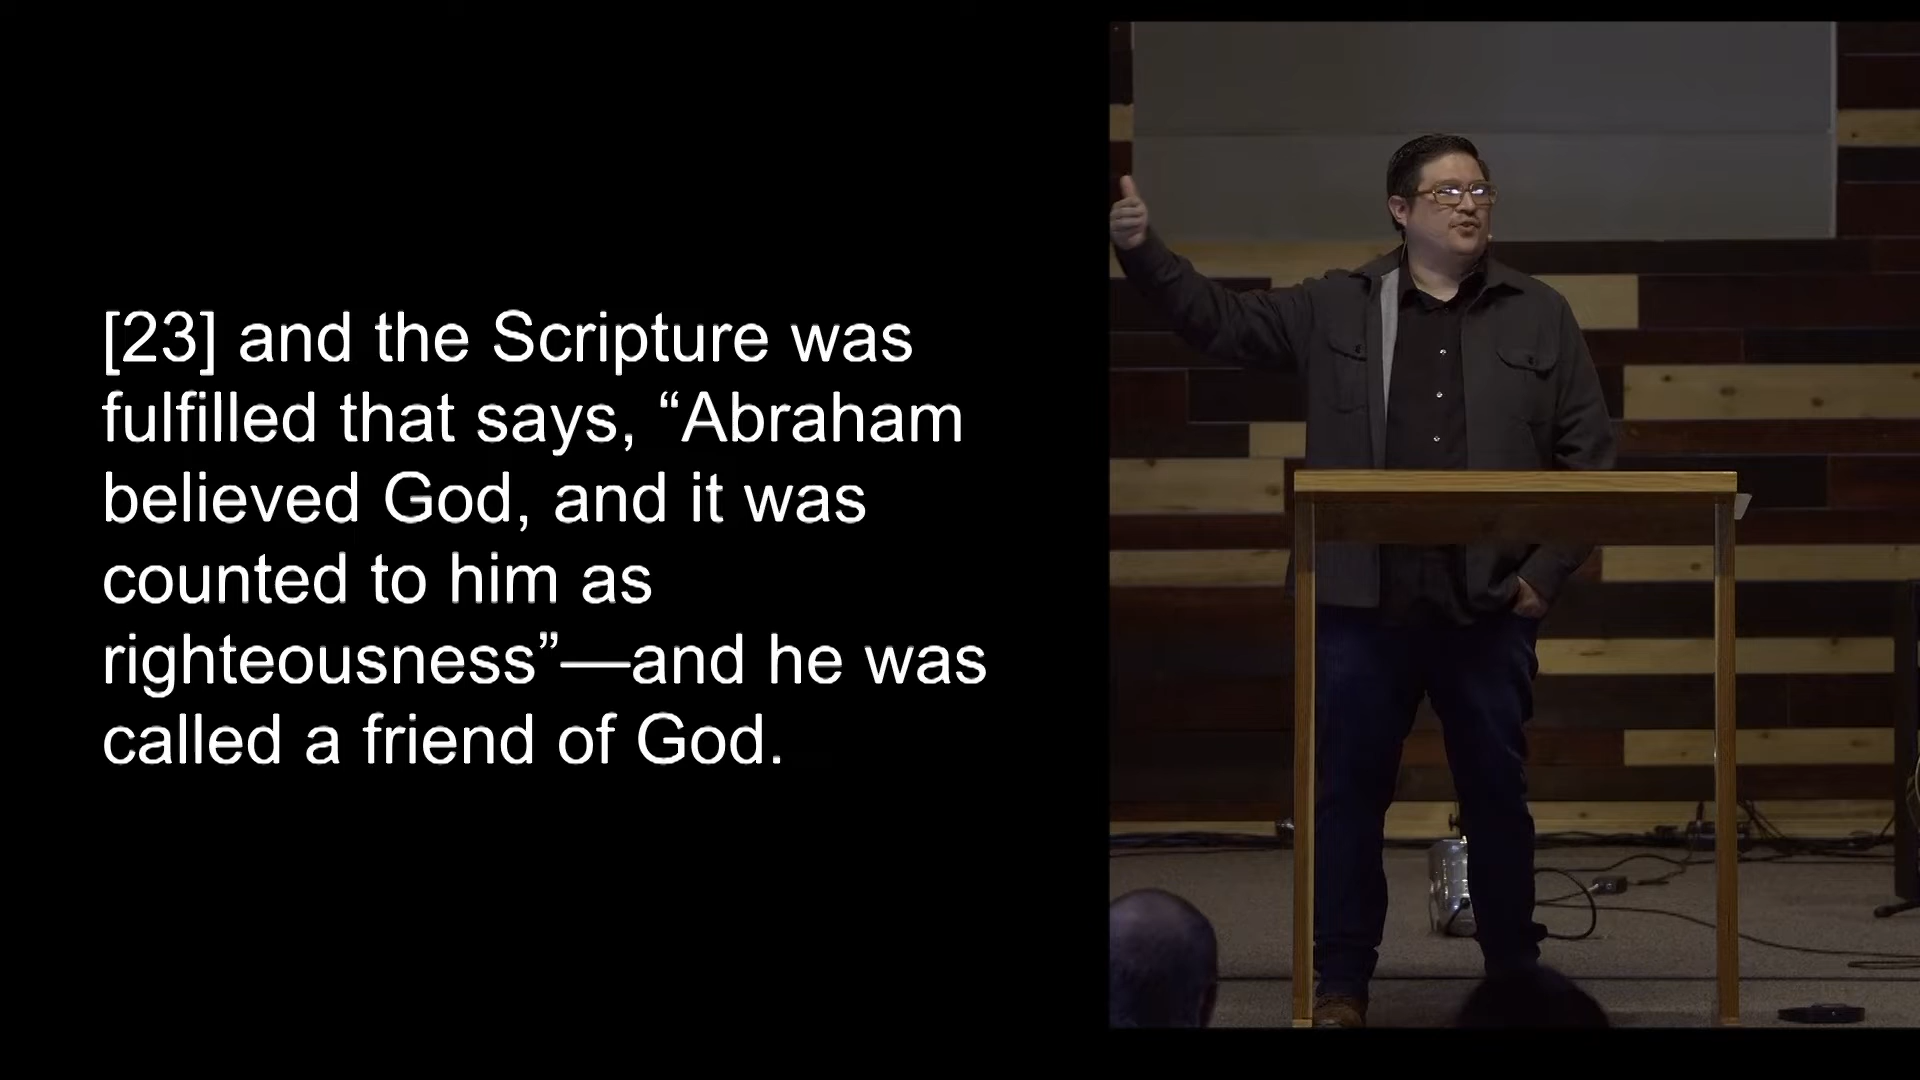 [23] and the Scripture was
fulfilled that says, “Abraham
believed God, and it was
counted to him as
righteousness”—and he was
called a friend of God.